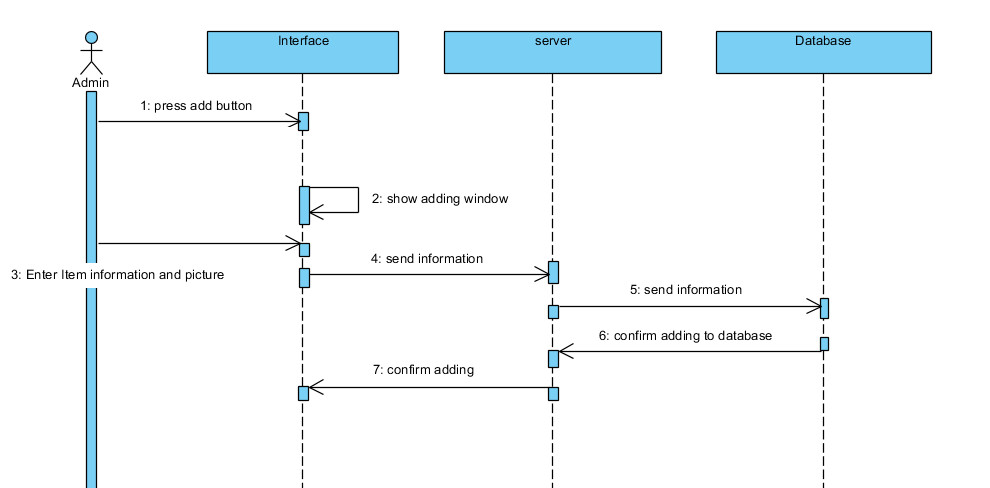 Interface
server
Database
Admin
1: press add button
2: show adding window
3: Enter Item information and picture
4: send information
5: send information
6: confirm adding to database
7: confirm adding